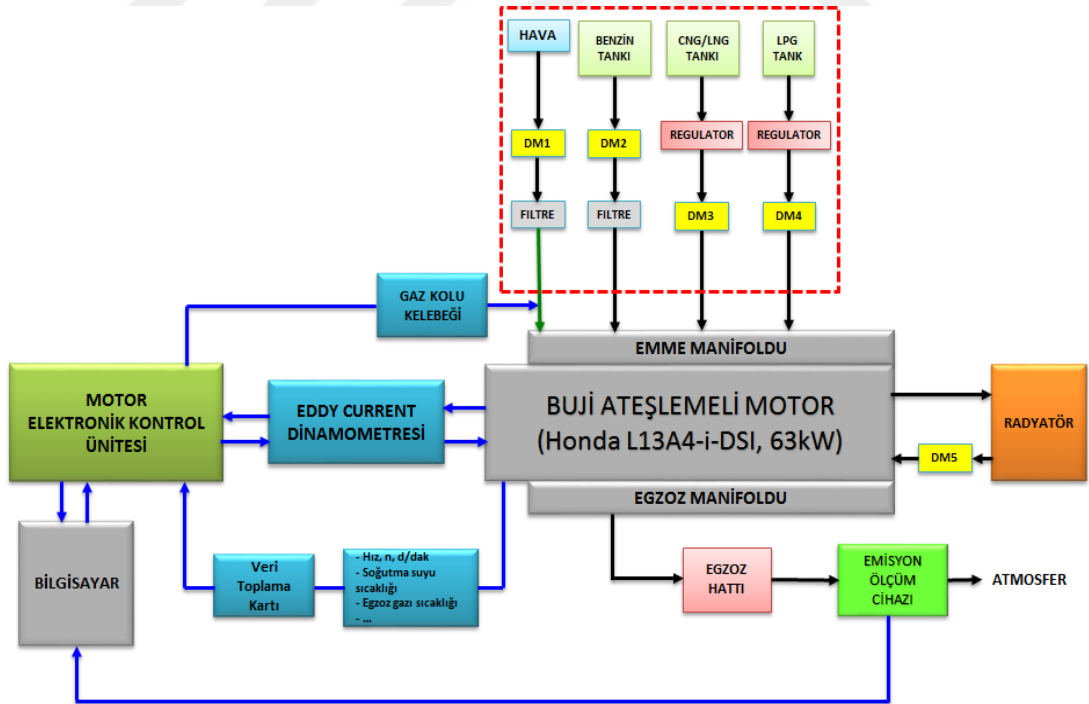 HAVA
BENZİN
TANKI
CNG/LNG
TANKI
LPG
TANK
DM1
DM2
REGULATOR
REGULATOR
FILTRE
FILTRE
DM3
DM4
GAZ KOLU
KELEBEĞİ
EMME MANİFOLDU
MOTOR
ELEKTRONİK KONTROL
ÜNİTESİ
EDDY CURRENT
DİNAMOMETRESİ
BUJİ ATEŞLEMELİ MOTOR
(Honda L13A4-i-DSI, 63kW)
RADYATÖR
DM5
EGZOZ MANİFOLDU
BİLGİSAYAR
Veri
Toplama
Kartı
- Hız, n, d/dak
- Soğutma suyu
sıcaklığı
- Egzoz gazı sıcaklığı
- ...
EGZOZ
HATTI
EMİSYON
ÖLÇÜM
CİHAZI
ATMOSFER